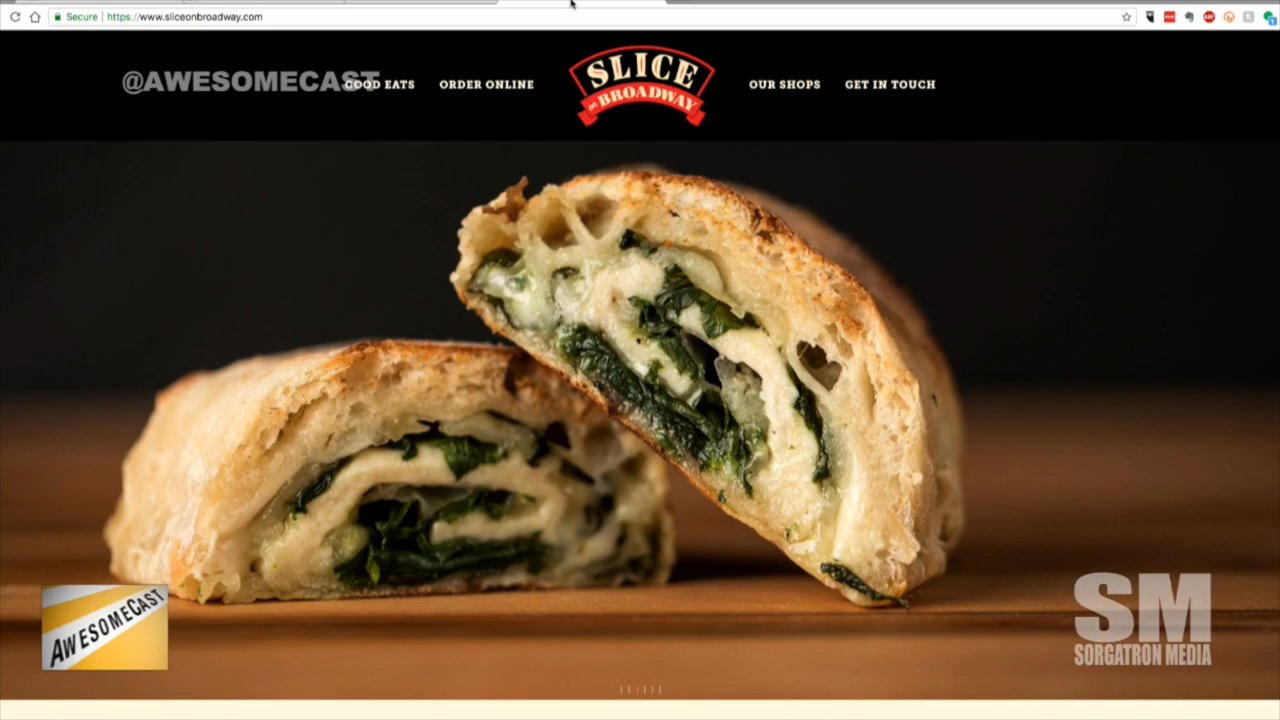 Secure | https://www.sliceonbroadway.com
@AWESOMECAST
GOOD EATS
ORDER ONLINE
SLICE
on BROADWAY
OUR SHOPS
GET IN TOUCH
AWESOMECAST
SM
SORGATRON MEDIA